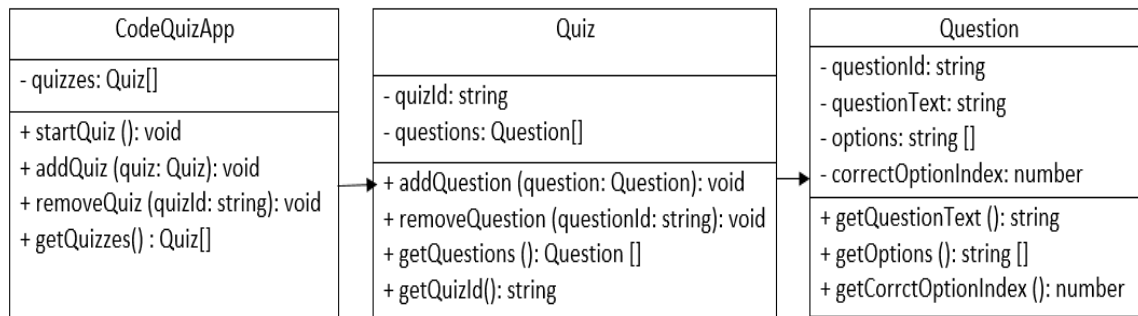 CodeQuizApp
- quizzes: Quiz[]
+ startQuiz (): void
+ addQuiz (quiz: Quiz): void
+ removeQuiz (quizId: string): void
+ getQuizzes() : Quiz[]
Quiz
- quizId: string
- questions: Question[]
+ addQuestion (question: Question): void
+ removeQuestion (questionId: string): void
+ getQuestions (): Question []
+ getQuizId(): string
Question
- questionId: string
- questionText: string
- options: string []
- correctOptionIndex: number
+ getQuestionText (): string
+ getOptions (): string []
+ getCorrctOptionIndex (): number